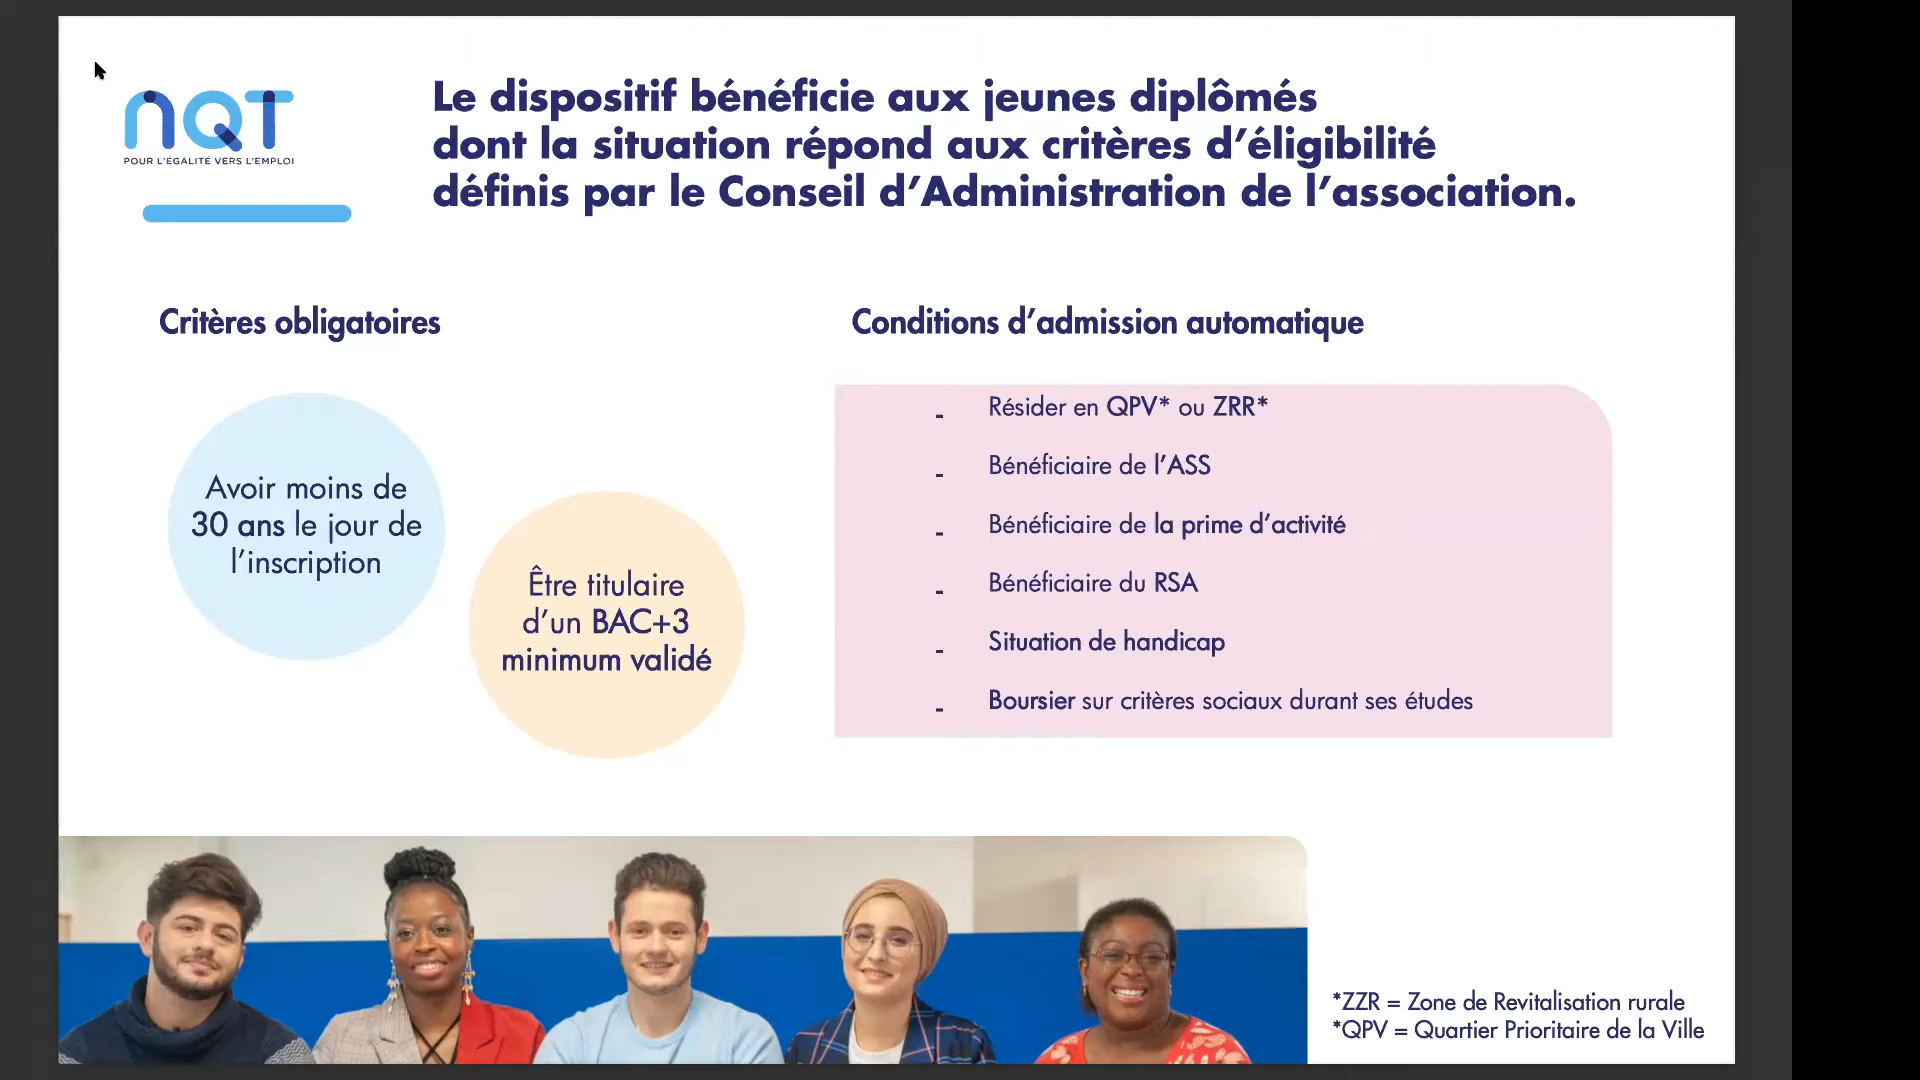 nQT
POUR L'ÉGALITÉ VERS L'EMPLOI
Le dispositif bénéficie aux jeunes diplômés
dont la situation répond aux critères d'éligibilité
définis par le Conseil d'Administration de l'association.
Critères obligatoires
Avoir moins de
30 ans le jour de
l'inscription
Être titulaire
d'un BAC+3
minimum validé
Conditions d'admission automatique
- Résider en QPV* ou ZRR*
- Bénéficiaire de l'ASS
- Bénéficiaire de la prime d'activité
- Bénéficiaire du RSA
- Situation de handicap
- Boursier sur critères sociaux durant ses études
*ZZR = Zone de Revitalisation rurale
*QPV = Quartier Prioritaire de la Ville